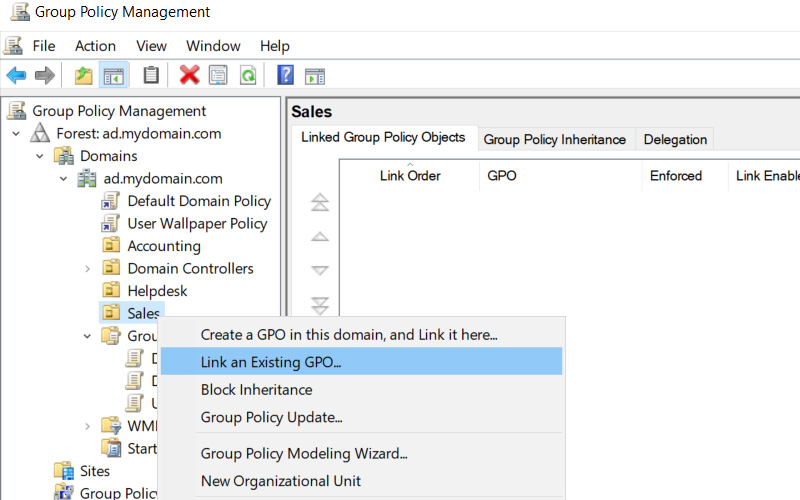 Group Policy Management
File Action View Window Help
Group Policy Management
Forest: ad.mydomain.com
Domains
ad.mydomain.com
Default Domain Policy
User Wallpaper Policy
Accounting
Domain Controllers
Helpdesk
Sales
Grou
D
D
U
WMI
Start
Sites
Group Polic
Sales
Linked Group Policy Objects Group Policy Inheritance Delegation
Link Order GPO Enforced Link Enable
Create a GPO in this domain, and Link it here...
Link an Existing GPO...
Block Inheritance
Group Policy Update...
Group Policy Modeling Wizard...
New Organizational Unit